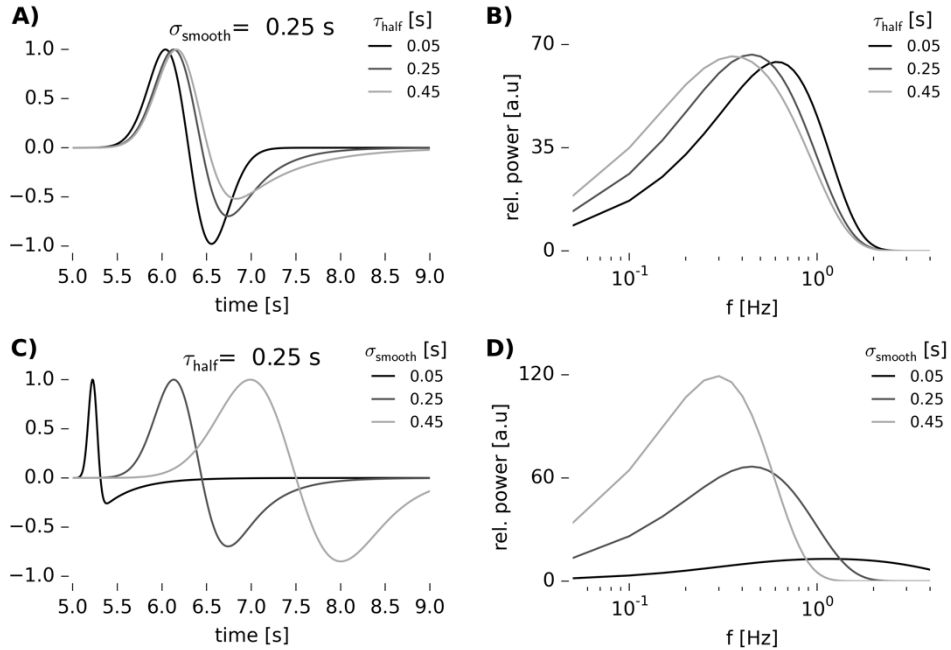 A)
σsmooth= 0.25 s
τhalf [s]
0.05
0.25
0.45
1.0
0.5
0.0
−0.5
−1.0
5.0 5.5 6.0 6.5 7.0 7.5 8.0 8.5 9.0
time [s]
B)
τhalf [s]
0.05
0.25
0.45
70
35
0
rel. power [a.u]
10⁻¹ 10⁰
f [Hz]
C)
τhalf= 0.25 s
σsmooth [s]
0.05
0.25
0.45
1.0
0.5
0.0
−0.5
−1.0
5.0 5.5 6.0 6.5 7.0 7.5 8.0 8.5 9.0
time [s]
D)
σsmooth [s]
0.05
0.25
0.45
120
60
0
rel. power [a.u]
10⁻¹ 10⁰
f [Hz]